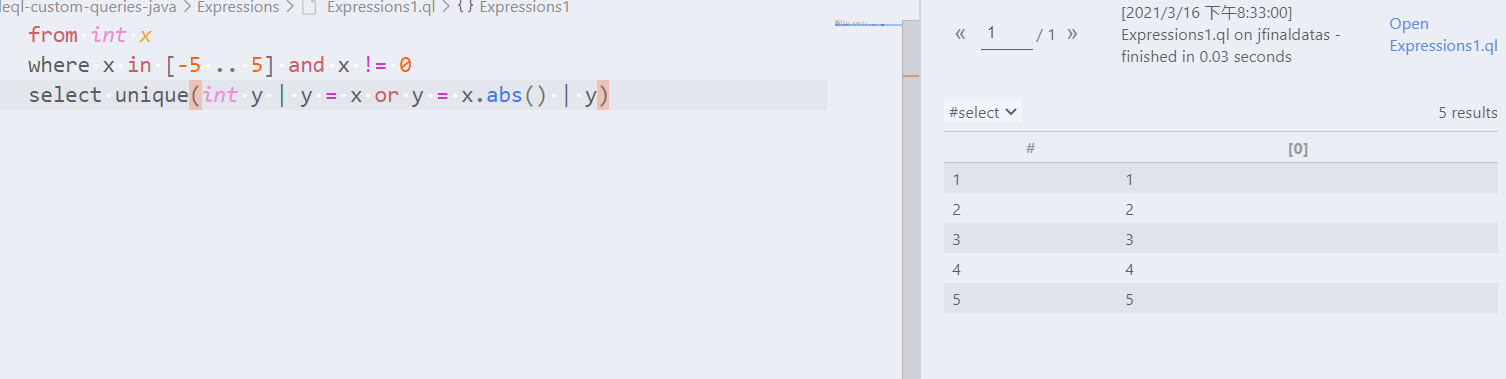 leql-custom-queries-java > Expressions > Expressions1.ql > {} Expressions1
from int x
where x in [-5 .. 5] and x != 0
select unique(int y | y = x or y = x.abs() | y)
« 1 / 1 »
[2021/3/16 下午8:33:00]
Expressions1.ql on jfinaldatas -
finished in 0.03 seconds
Open
Expressions1.ql
#select
5 results
# [0]
1 1
2 2
3 3
4 4
5 5